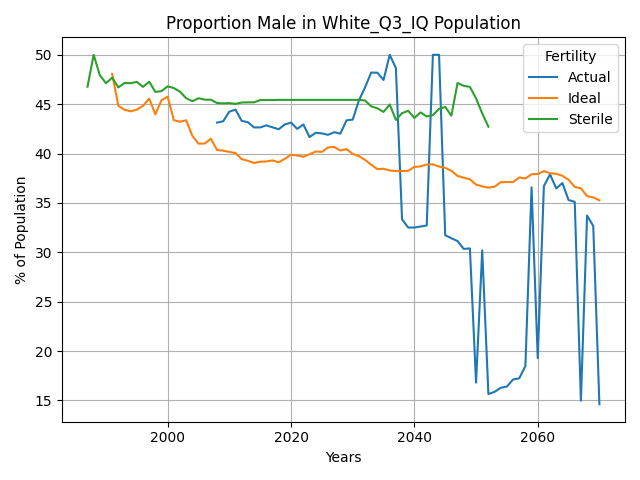 Proportion Male in White_Q3_IQ Population
% of Population
50
45
40
35
30
25
20
15
2000
2020
2040
2060
Years
Fertility
Actual
Ideal
Sterile